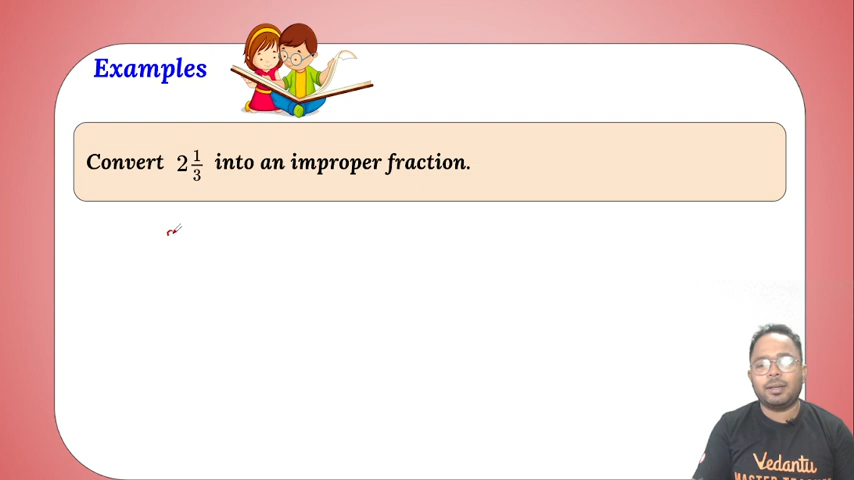 Examples
Convert 2 1/3 into an improper fraction.
Vedantu